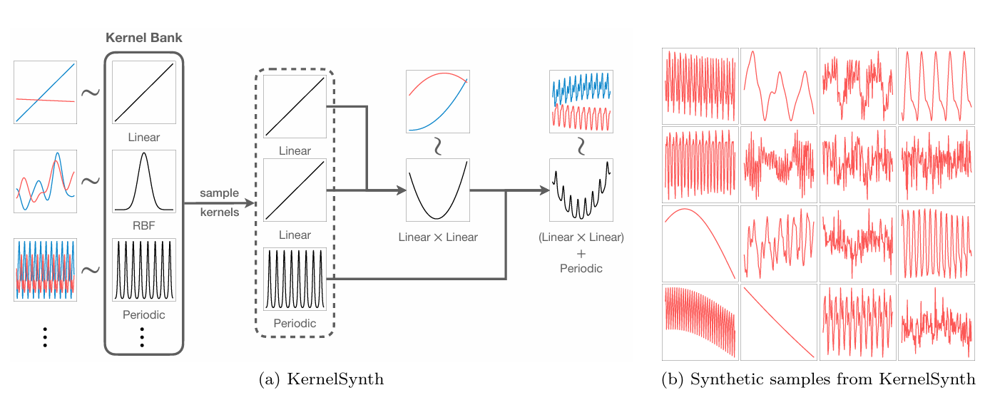 Kernel Bank
Linear
RBF
Periodic
sample
kernels
Linear
Linear
Periodic
Linear × Linear
(Linear × Linear)
+
Periodic
(a) KernelSynth
(b) Synthetic samples from KernelSynth